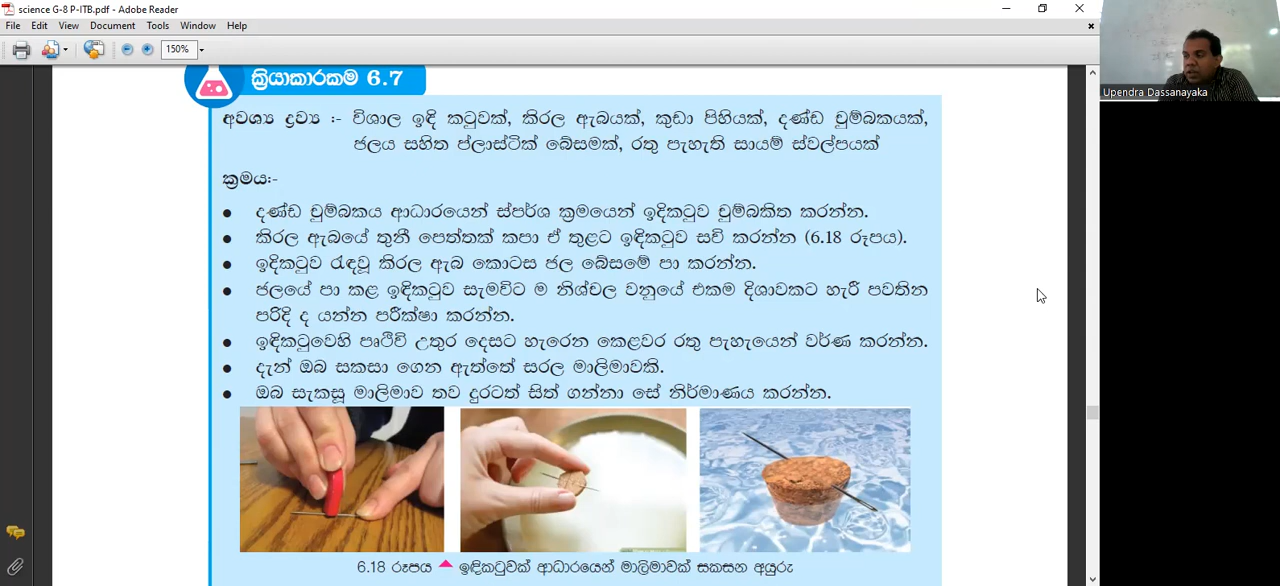 science G-8 P-ITB.pdf - Adobe Reader
File Edit View Document Tools Window Help
150%
Upendra Dassanayaka
ක්‍රියාකාරකම 6.7
අවශ්‍ය ද්‍රව්‍ය :- විශාල ඉඳි කටුවක්, කිරල ඇබයක්, කුඩා පිහියක්, දණ්ඩ චුම්බකයක්,
ජලය සහිත ප්ලාස්ටික් බේසමක්, රතු පැහැති සායම් ස්වල්පයක්
ක්‍රමය:-
● දණ්ඩ චුම්බකය ආධාරයෙන් ස්පර්ශ ක්‍රමයෙන් ඉදිකටුව චුම්බකිත කරන්න.
● කිරල ඇබයේ තුනී පෙත්තක් කපා ඒ තුළට ඉඳිකටුව සවි කරන්න (6.18 රූපය).
● ඉදිකටුව රැඳවූ කිරල ඇබ කොටස ජල බේසමේ පා කරන්න.
● ජලයේ පා කළ ඉඳිකටුව සැමවිට ම නිශ්චල වනුයේ එකම දිශාවකට හැරී පවතින
පරිදි ද යන්න පරීක්ෂා කරන්න.
● ඉඳිකටුවෙහි පෘථිවි උතුර දෙසට හැරෙන කෙළවර රතු පැහැයෙන් වර්ණ කරන්න.
● දැන් ඔබ සකසා ගෙන ඇත්තේ සරල මාලිමාවකි.
● ඔබ සැකසූ මාලිමාව තව දුරටත් සිත් ගන්නා සේ නිර්මාණය කරන්න.
6.18 රූපය ▲ ඉඳිකටුවක් ආධාරයෙන් මාලිමාවක් සකසන අයුරු